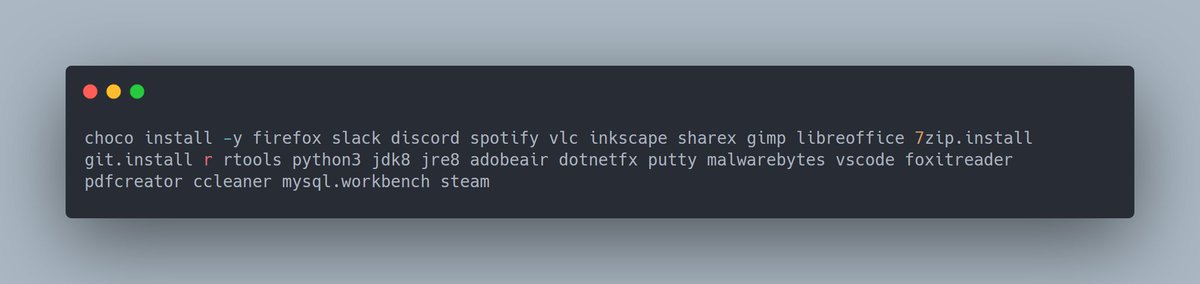 choco install -y firefox slack discord spotify vlc inkscape sharex gimp libreoffice 7zip.install
git.install r rtools python3 jdk8 jre8 adobeair dotnetfx putty malwarebytes vscode foxitreader
pdfcreator ccleaner mysql.workbench steam